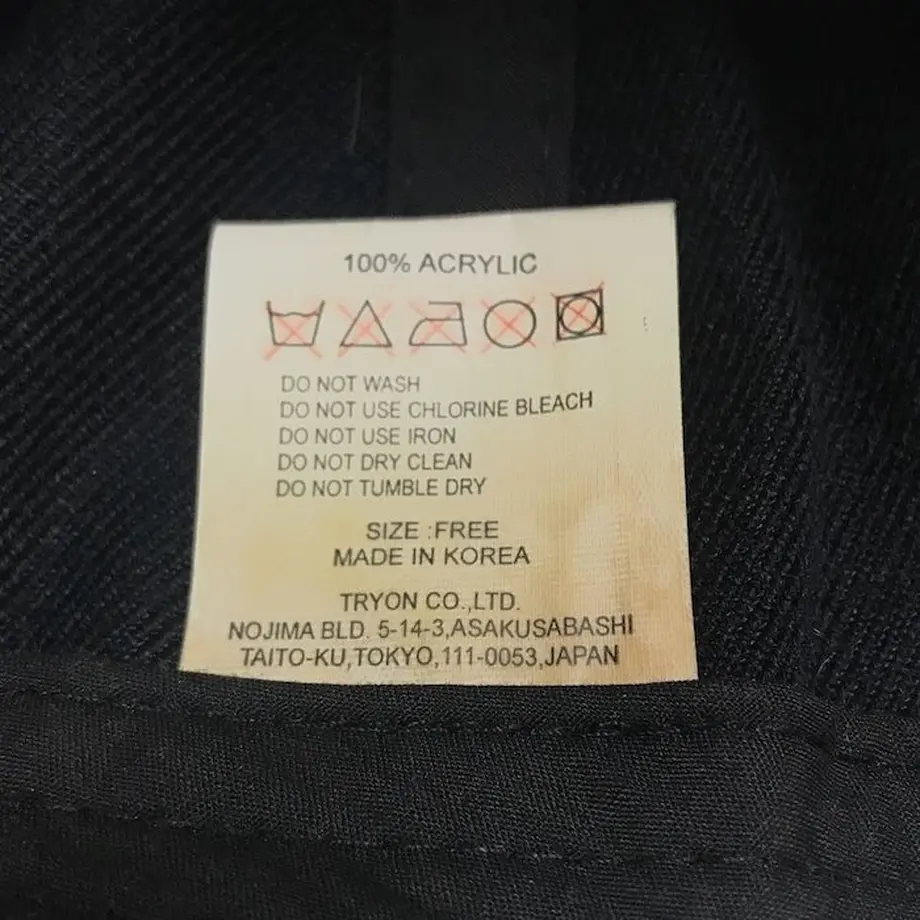 100% ACRYLIC
DO NOT WASH
DO NOT USE CHLORINE BLEACH
DO NOT USE IRON
DO NOT DRY CLEAN
DO NOT TUMBLE DRY
SIZE :FREE
MADE IN KOREA
TRYON CO.,LTD.
NOJIMA BLD. 5-14-3,ASAKUSABASHI
TAITO-KU,TOKYO,111-0053,JAPAN